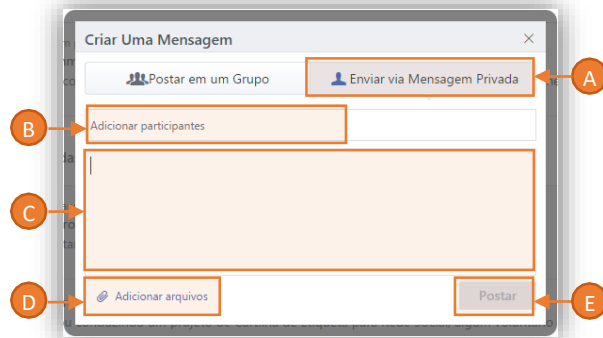 Criar Uma Mensagem ×
Postar em um Grupo Enviar via Mensagem Privada A
B Adicionar participantes
C
D Adicionar arquivos Postar E